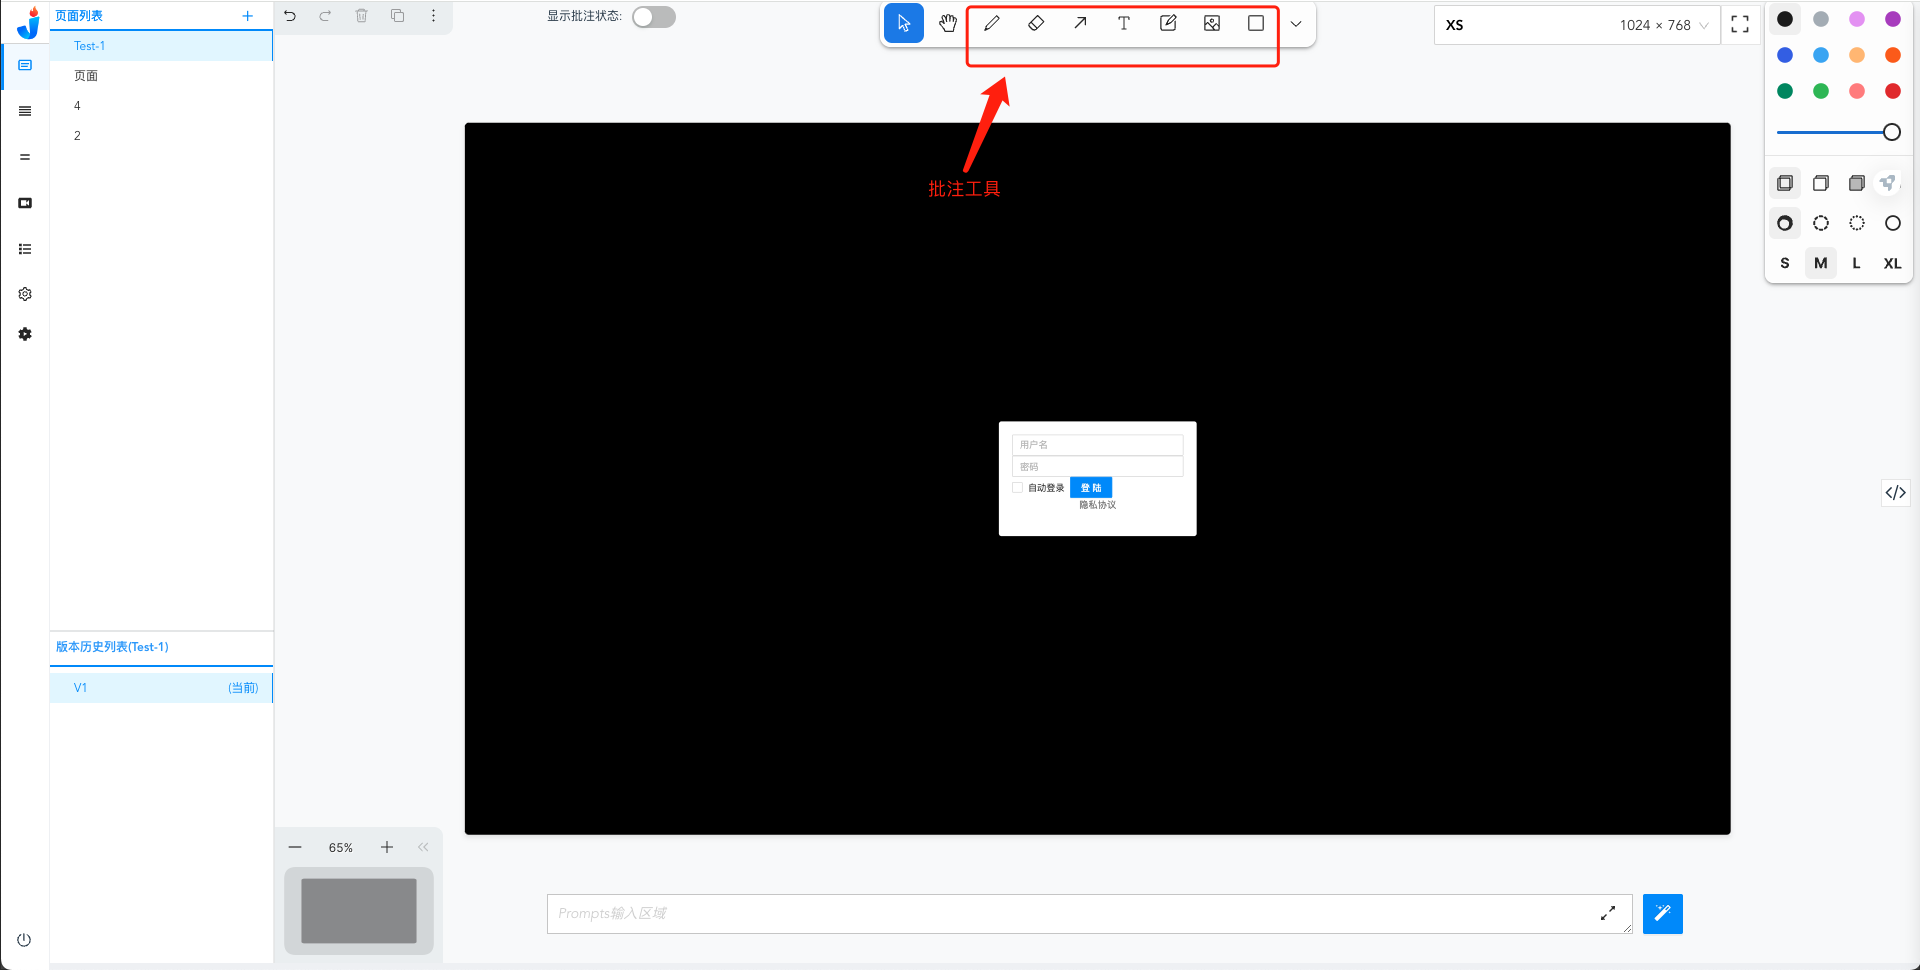 页面列表
Test-1
页面
4
2
显示批注状态:
XS
1024 × 768
S
M
L
XL
批注工具
用户名
密码
自动登录
登 陆
隐私协议
版本历史列表(Test-1)
V1
(当前)
65%
Prompts输入区域